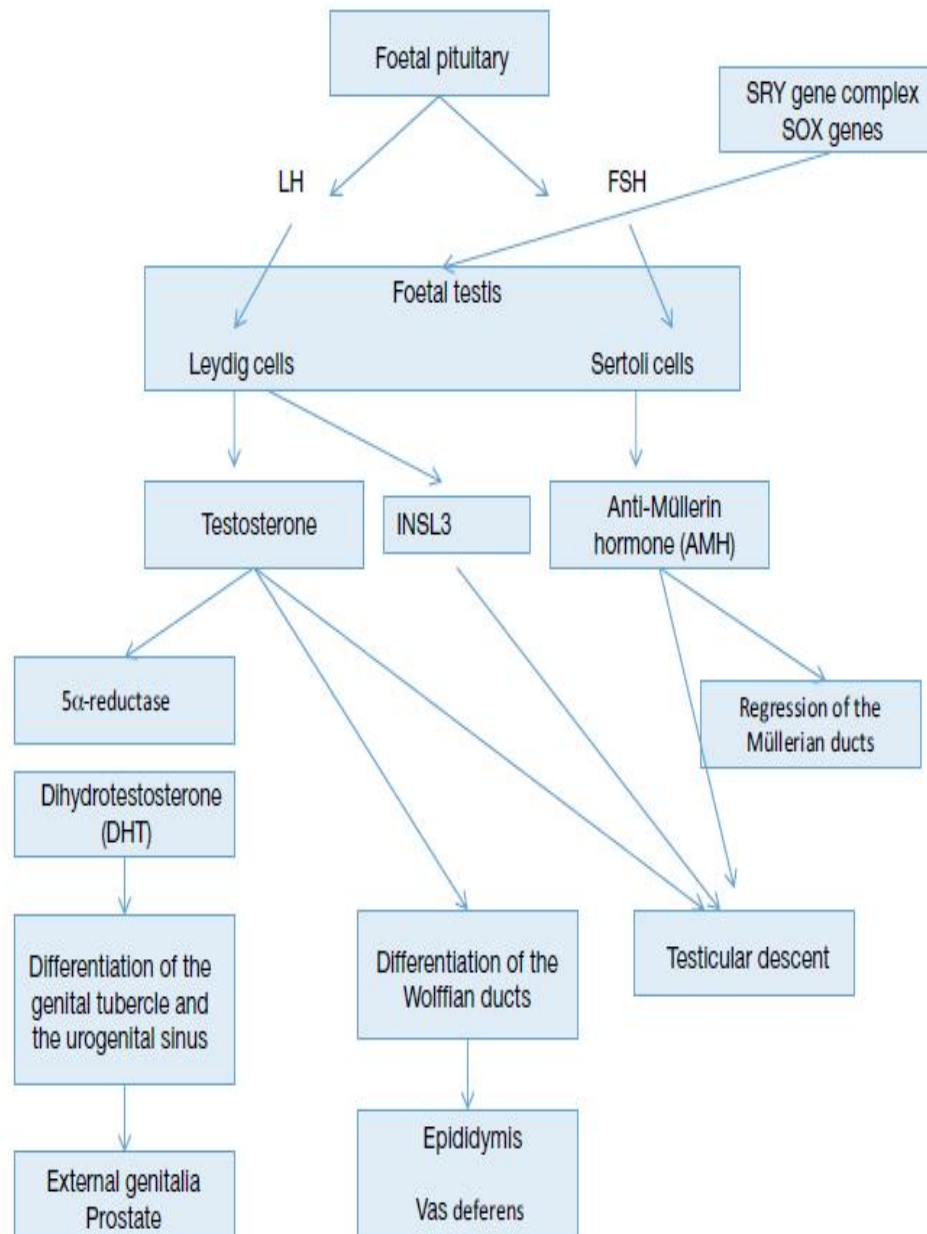 Foetal pituitary
SRY gene complex
SOX genes
LH
FSH
Foetal testis
Leydig cells
Sertoli cells
Testosterone
INSL3
Anti-Müllerin
hormone (AMH)
5α-reductase
Regression of the
Müllerian ducts
Dihydrotestosterone
(DHT)
Differentiation of the
genital tubercle and
the urogenital sinus
Differentiation of the
Wolffian ducts
Testicular descent
External genitalia
Prostate
Epididymis
Vas deferens